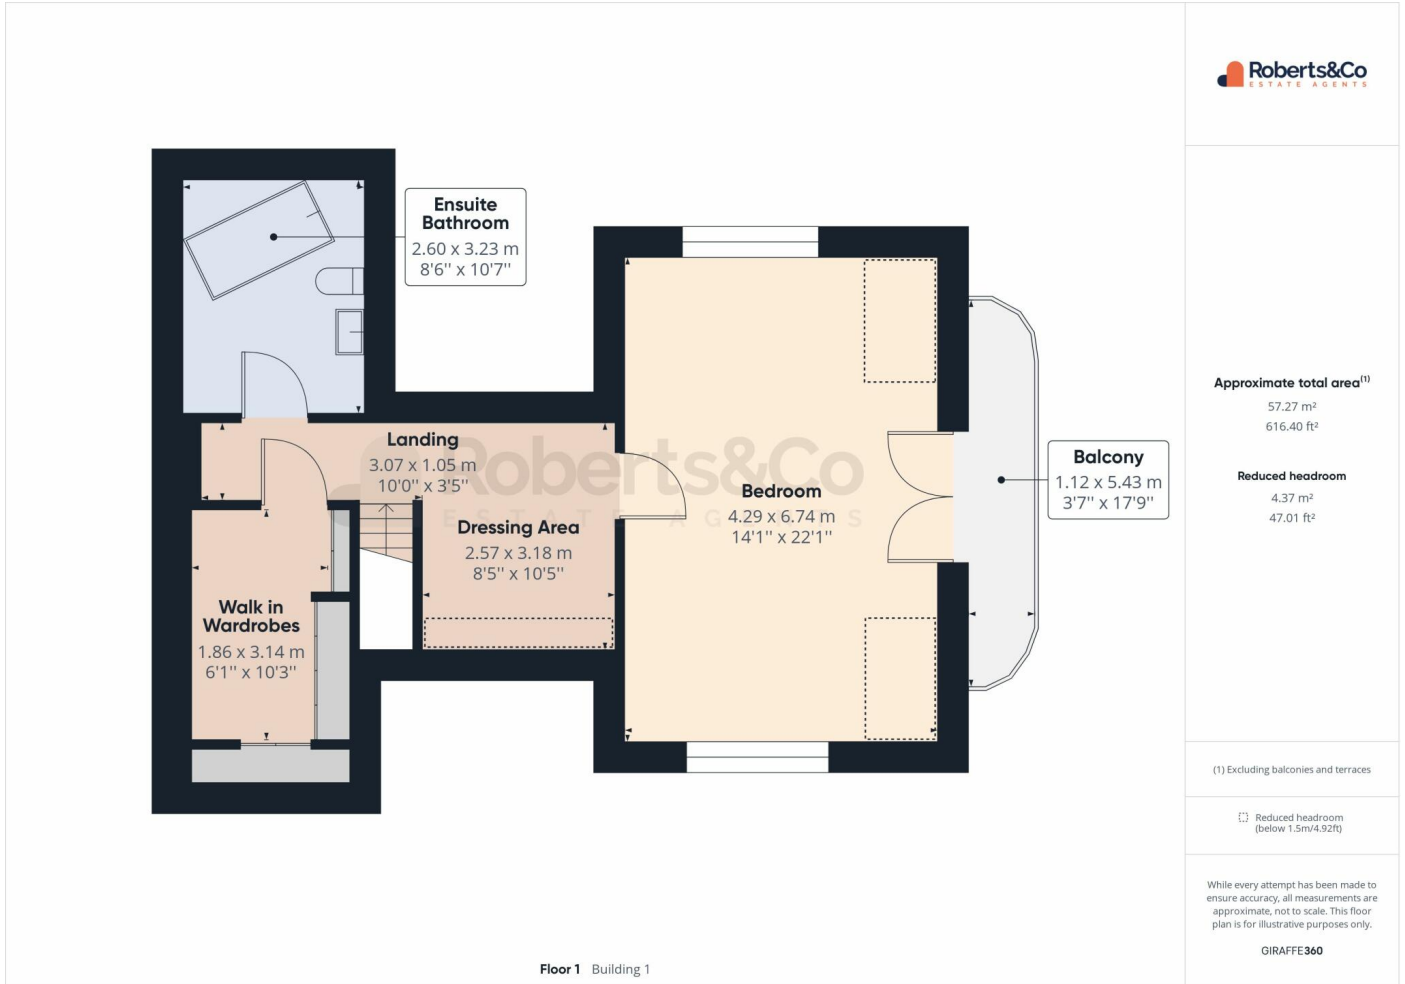 Roberts&Co
ESTATE AGENTS
Ensuite
Bathroom
2.60 x 3.23 m
8'6'' x 10'7''
Landing
3.07 x 1.05 m
10'0'' x 3'5''
Roberts&Co
ESTATE AGENTS
Dressing Area
2.57 x 3.18 m
8'5'' x 10'5''
Bedroom
4.29 x 6.74 m
14'1'' x 22'1''
Balcony
1.12 x 5.43 m
3'7'' x 17'9''
Walk in
Wardrobes
1.86 x 3.14 m
6'1'' x 10'3''
Approximate total area(1)
57.27 m²
616.40 ft²
Reduced headroom
4.37 m²
47.01 ft²
(1) Excluding balconies and terraces
Reduced headroom
(below 1.5m/4.92ft)
While every attempt has been made to
ensure accuracy, all measurements are
approximate, not to scale. This floor
plan is for illustrative purposes only.
GIRAFFE360
Floor 1 Building 1